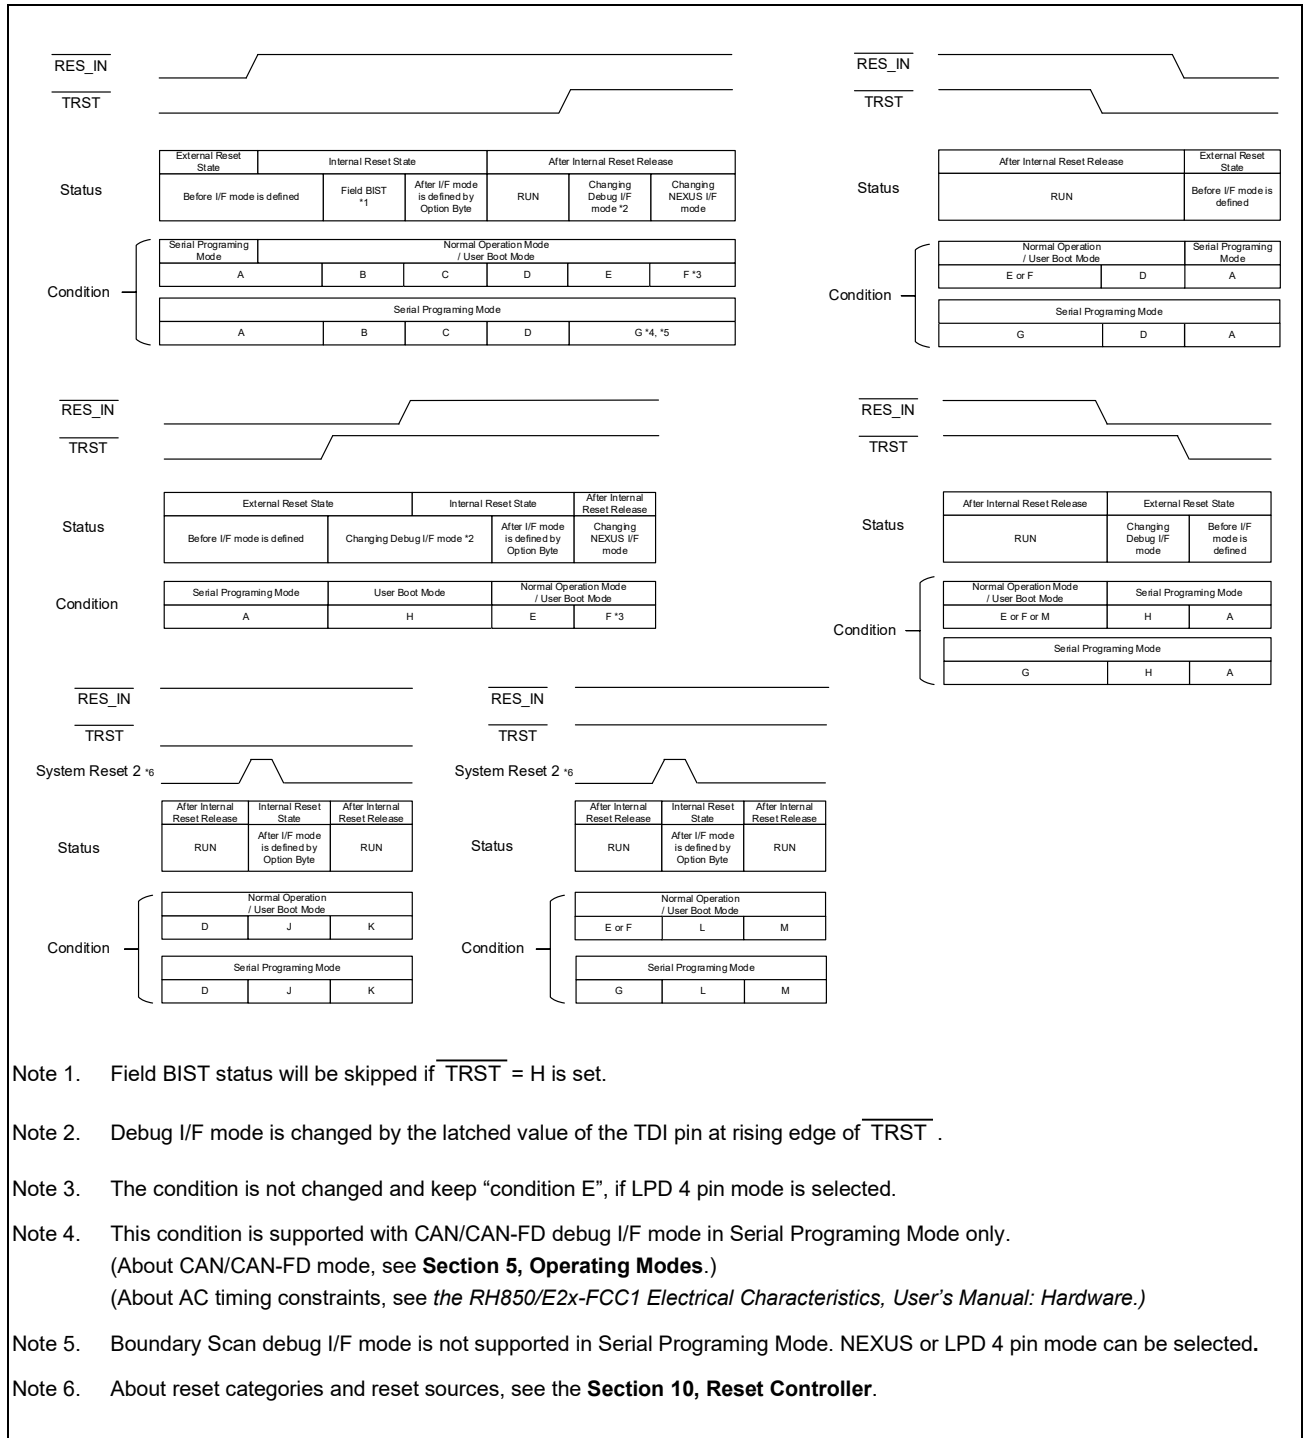 RES_IN
TRST
Status
External Reset State
Internal Reset State
After Internal Reset Release
Before I/F mode is defined
Field BIST *1
After I/F mode is defined by Option Byte
RUN
Changing Debug I/F mode *2
Changing NEXUS I/F mode
Condition
Serial Programing Mode
Normal Operation Mode / User Boot Mode
A B C D E F *3
Serial Programing Mode
A B C D G *4, *5
RES_IN
TRST
Status
After Internal Reset Release
External Reset State
RUN
Before I/F mode is defined
Condition
Normal Operation / User Boot Mode
Serial Programing Mode
E or F D A
Serial Programing Mode
G D A
RES_IN
TRST
Status
External Reset State
Internal Reset State
After Internal Reset Release
Before I/F mode is defined
Changing Debug I/F mode *2
After I/F mode is defined by Option Byte
Changing NEXUS I/F mode
Condition
Serial Programing Mode
User Boot Mode
Normal Operation Mode / User Boot Mode
A H E F *3
RES_IN
TRST
Status
After Internal Reset Release
External Reset State
RUN
Changing Debug I/F mode
Before I/F mode is defined
Condition
Normal Operation Mode / User Boot Mode
Serial Programing Mode
E or F or M H A
Serial Programing Mode
G H A
RES_IN
TRST
System Reset 2 *6
Status
After Internal Reset Release
Internal Reset State
After Internal Reset Release
RUN
After I/F mode is defined by Option Byte
RUN
Condition
Normal Operation / User Boot Mode
D J K
Serial Programing Mode
D J K
RES_IN
TRST
System Reset 2 *6
Status
After Internal Reset Release
Internal Reset State
After Internal Reset Release
RUN
After I/F mode is defined by Option Byte
RUN
Condition
Normal Operation / User Boot Mode
E or F L M
Serial Programing Mode
G L M
Note 1. Field BIST status will be skipped if TRST = H is set.
Note 2. Debug I/F mode is changed by the latched value of the TDI pin at rising edge of TRST .
Note 3. The condition is not changed and keep “condition E”, if LPD 4 pin mode is selected.
Note 4. This condition is supported with CAN/CAN-FD debug I/F mode in Serial Programing Mode only.
(About CAN/CAN-FD mode, see Section 5, Operating Modes.)
(About AC timing constraints, see the RH850/E2x-FCC1 Electrical Characteristics, User’s Manual: Hardware.)
Note 5. Boundary Scan debug I/F mode is not supported in Serial Programing Mode. NEXUS or LPD 4 pin mode can be selected.
Note 6. About reset categories and reset sources, see the Section 10, Reset Controller.